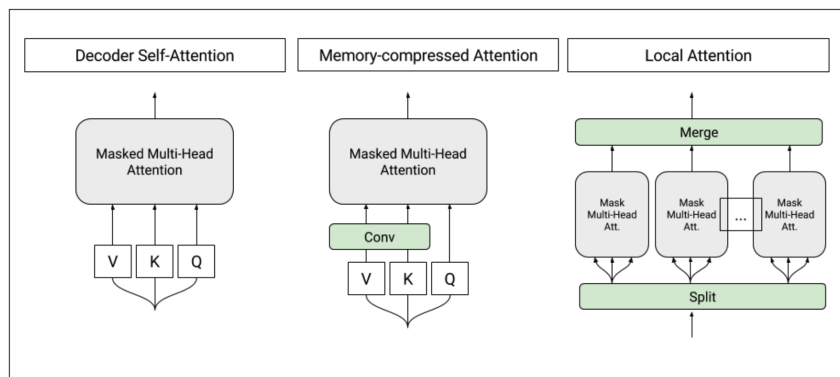 Decoder Self-Attention
Masked Multi-Head
Attention
V K Q
Memory-compressed Attention
Masked Multi-Head
Attention
Conv
V K Q
Local Attention
Merge
Mask
Multi-Head
Att.
Mask
Multi-Head
Att.
...
Mask
Multi-Head
Att.
Split